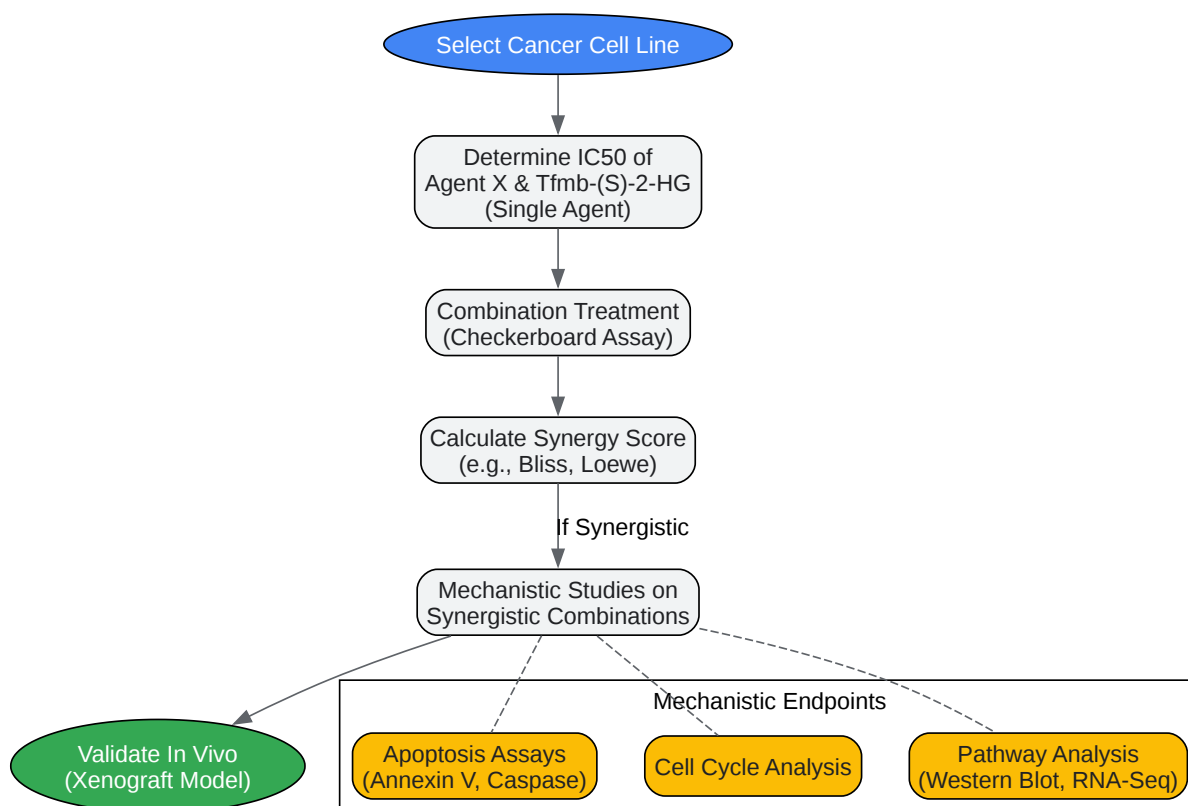 Select Cancer Cell Line
Determine IC50 of
Agent X & Tfmb-(S)-2-HG
(Single Agent)
Combination Treatment
(Checkerboard Assay)
Calculate Synergy Score
(e.g., Bliss, Loewe)
If Synergistic
Mechanistic Studies on
Synergistic Combinations
Mechanistic Endpoints
Validate In Vivo
(Xenograft Model)
Apoptosis Assays
(Annexin V, Caspase)
Cell Cycle Analysis
Pathway Analysis
(Western Blot, RNA-Seq)